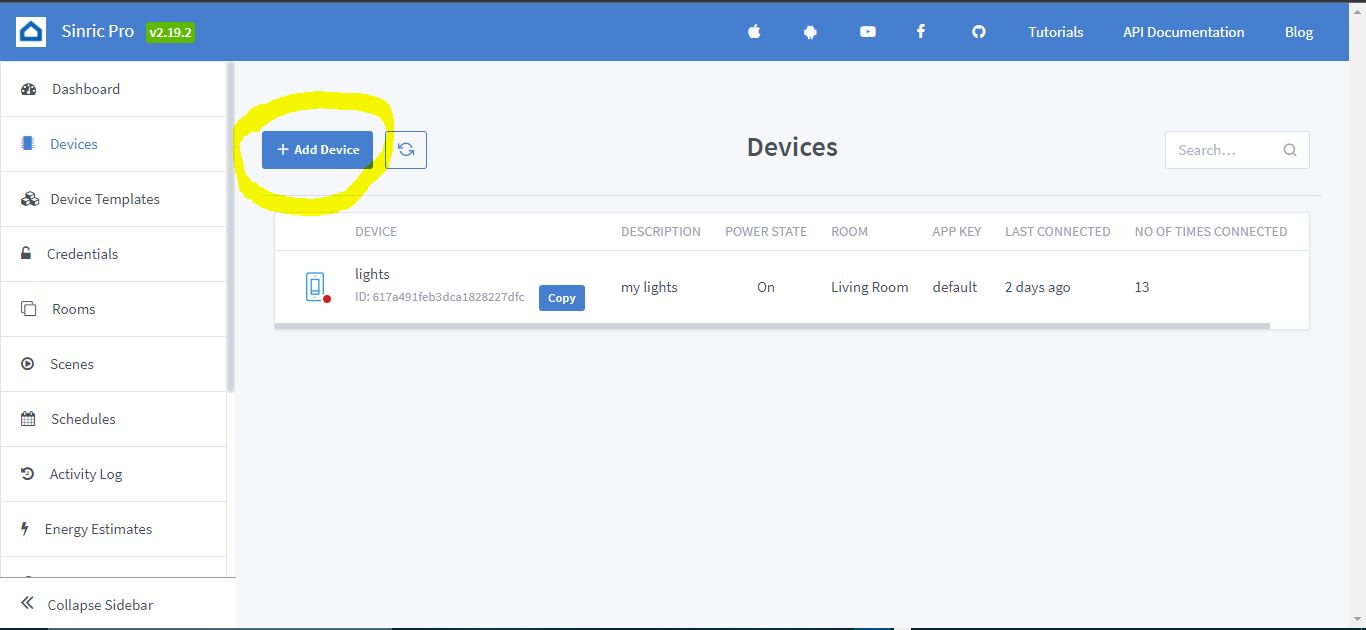 Sinric Pro v2.19.2
Tutorials API Documentation Blog
Dashboard
Devices
Device Templates
Credentials
Rooms
Scenes
Schedules
Activity Log
Energy Estimates
Collapse Sidebar
+ Add Device
Devices
Search...
DEVICE DESCRIPTION POWER STATE ROOM APP KEY LAST CONNECTED NO OF TIMES CONNECTED
lights
ID: 617a491feb3dca1828227dfc Copy
my lights On Living Room default 2 days ago 13